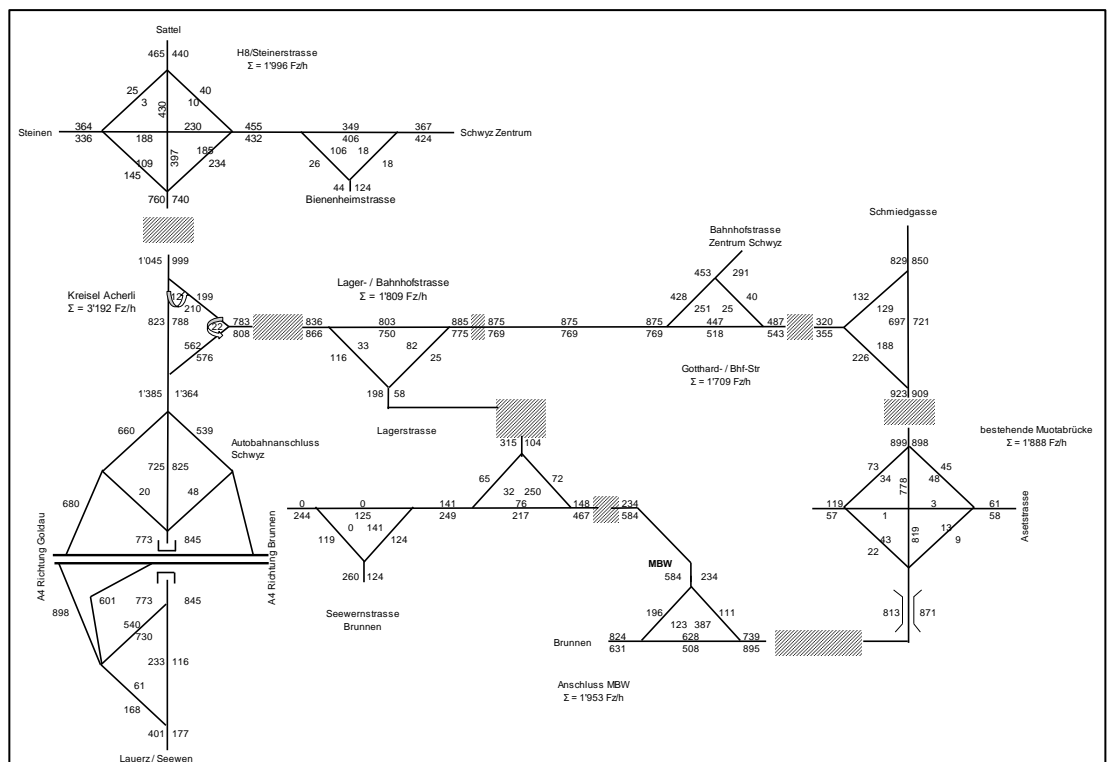 Sattel
465 440
H8/Steinerstrasse
Σ = 1'996 Fz/h
25 40
3 10
430
Steinen
364 230 455 349 367
Schwyz Zentrum
336 188 432 406 424
106 18
185
109 397 234
26 18
145
44 124
760 740
Bienenheimstrasse
Schmiedgasse
Bahnhofstrasse
Zentrum Schwyz
829 850
1'045 999
453 291
Lager- / Bahnhofstrasse
Σ = 1'809 Fz/h
Kreisel Acherli
Σ = 3'192 Fz/h
12 199
210
428 40
251 25
132
129
823 788
22
783 836 803 885 875 875 875 447 487 320
697 721
808 866 750 775 769 769 769 518 543 355
562
576
33 82
116 25
188
226
Gotthard- / Bhf-Str
Σ = 1'709 Fz/h
1'385 1'364
198 58
923 909
Lagerstrasse
660 539
Autobahnanschluss
Schwyz
315 104
bestehende Muotabrücke
Σ = 1'888 Fz/h
899 898
725 825
65 72
73 45
34 48
778
20 48
32 250
680
0 0 141 76 148 234
119 3 61
244 125 249 217 467 584
57 1 58
0 141
119 124
43 819 13
22 9
Asetstrasse
773 845
A4 Richtung Goldau
A4 Richtung Brunnen
260 124
MBW
584 234
773 845
601
898
Seewernstrasse
Brunnen
196 111
123 387
813 871
540
730
Brunnen
824 628 739
631 508 895
233 116
61
168
Anschluss MBW
Σ = 1'953 Fz/h
401 177
Lauerz / Seewen